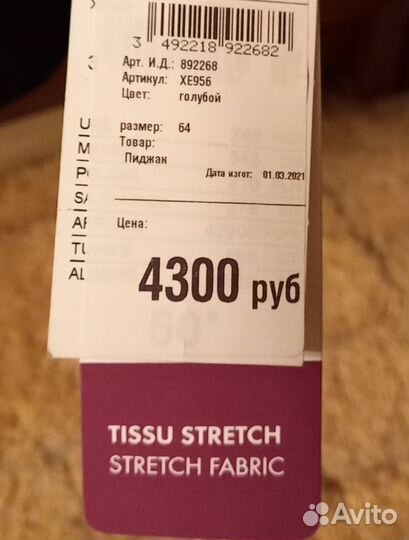 3 492218 922682
Арт. И.Д.: 892268
Артикул: XE956
Цвет: голубой
размер: 64
Товар:
Пиджак
Дата изгот: 01.03.2021
Цена:
4300 руб
TISSU STRETCH
STRETCH FABRIC
Avito